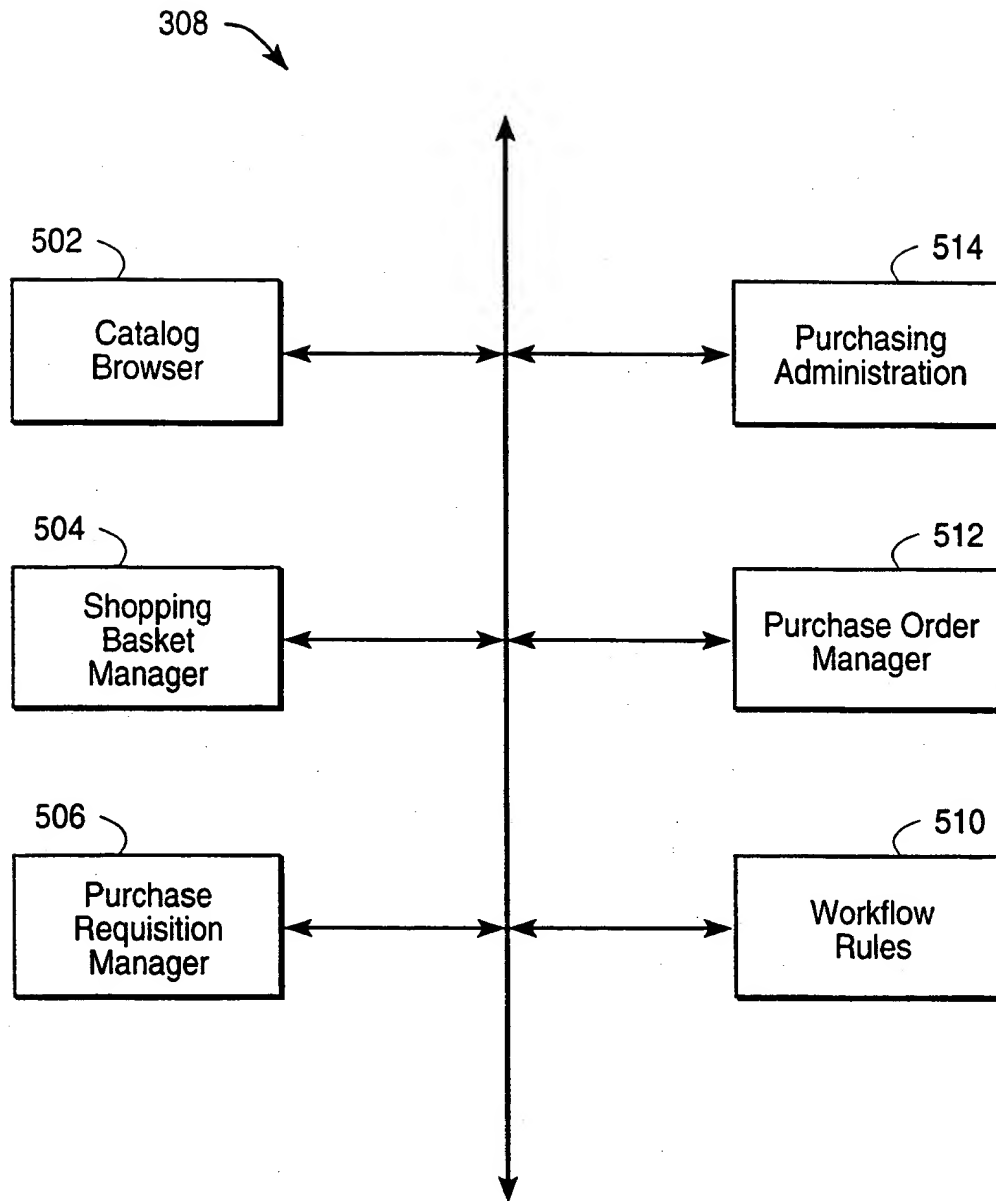 308
502
Catalog
Browser
514
Purchasing
Administration
504
Shopping
Basket
Manager
512
Purchase Order
Manager
506
Purchase
Requisition
Manager
510
Workflow
Rules